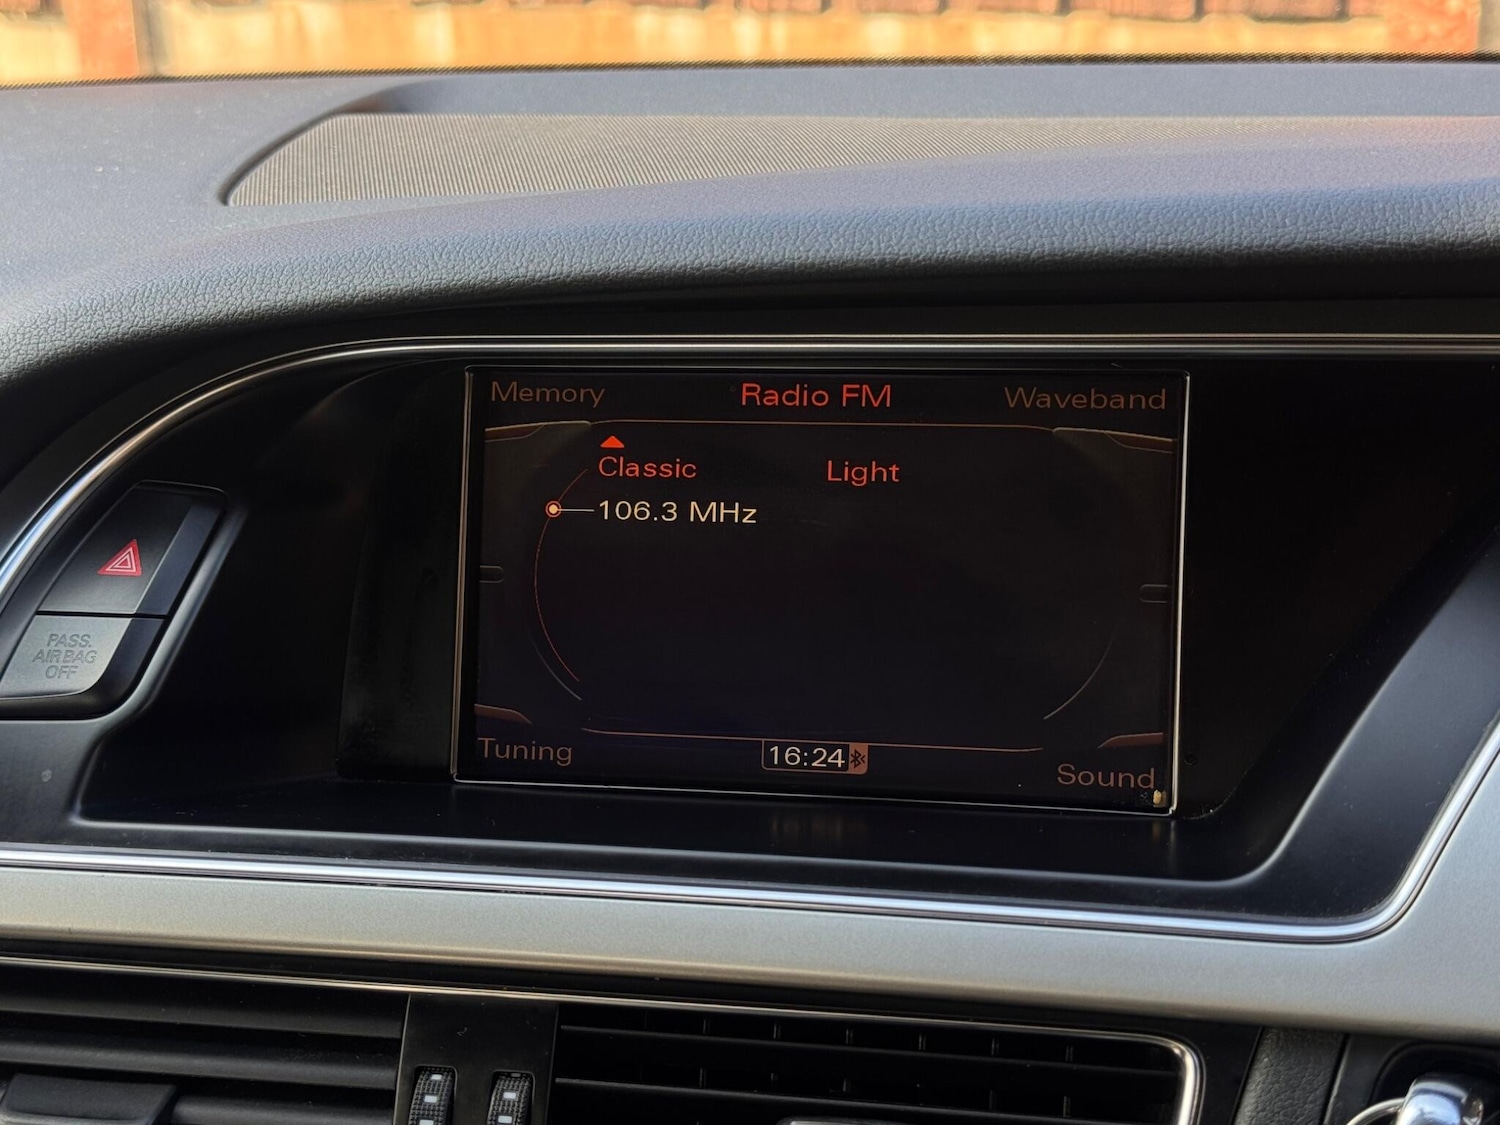 Memory
Radio FM
Waveband
Classic
Light
106.3 MHz
PASS.
AIR BAG
OFF
Tuning
16:24
Sound